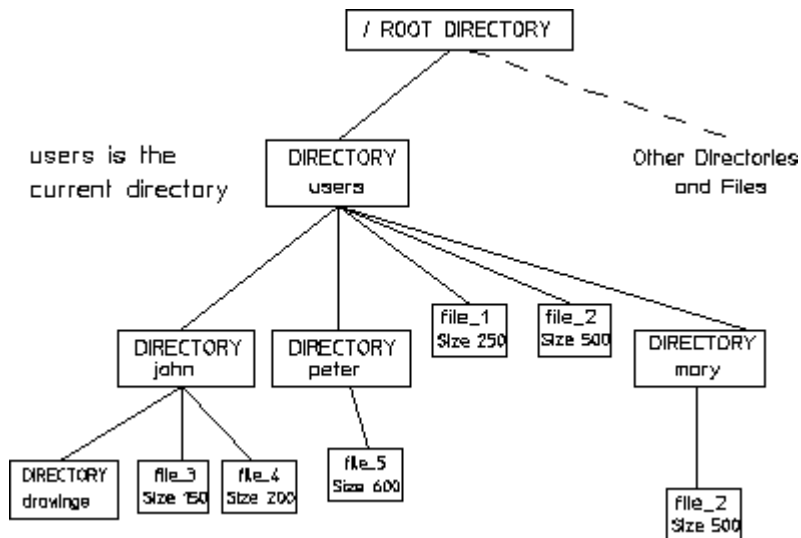 / ROOT DIRECTORY
users is the
current directory
DIRECTORY
users
Other Directories
and Files
DIRECTORY
john
DIRECTORY
peter
file_1
Size 250
file_2
Size 500
DIRECTORY
mary
DIRECTORY
drawings
file_3
Size 150
file_4
Size 200
file_5
Size 600
file_2
Size 500